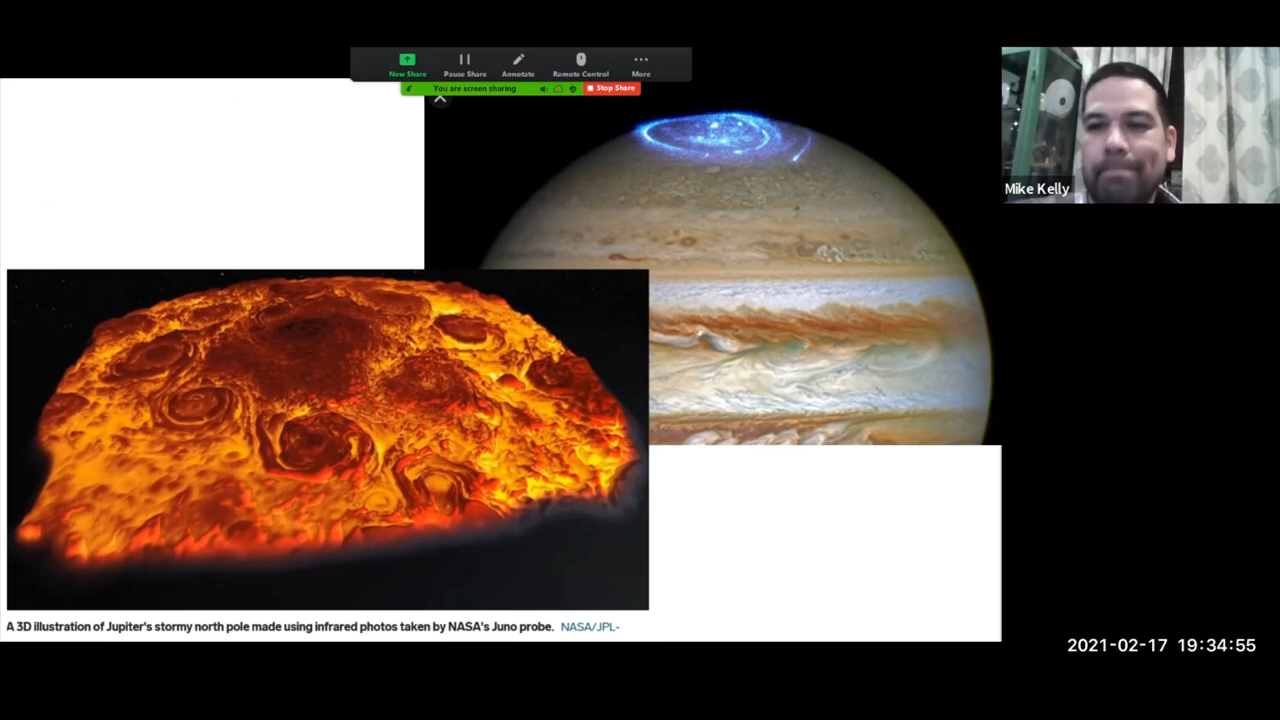 New Share
Pause Share
Annotate
Remote Control
More
You are screen sharing
Stop Share
Mike Kelly
A 3D illustration of Jupiter's stormy north pole made using infrared photos taken by NASA's Juno probe. NASA/JPL-
2021-02-17 19:34:55